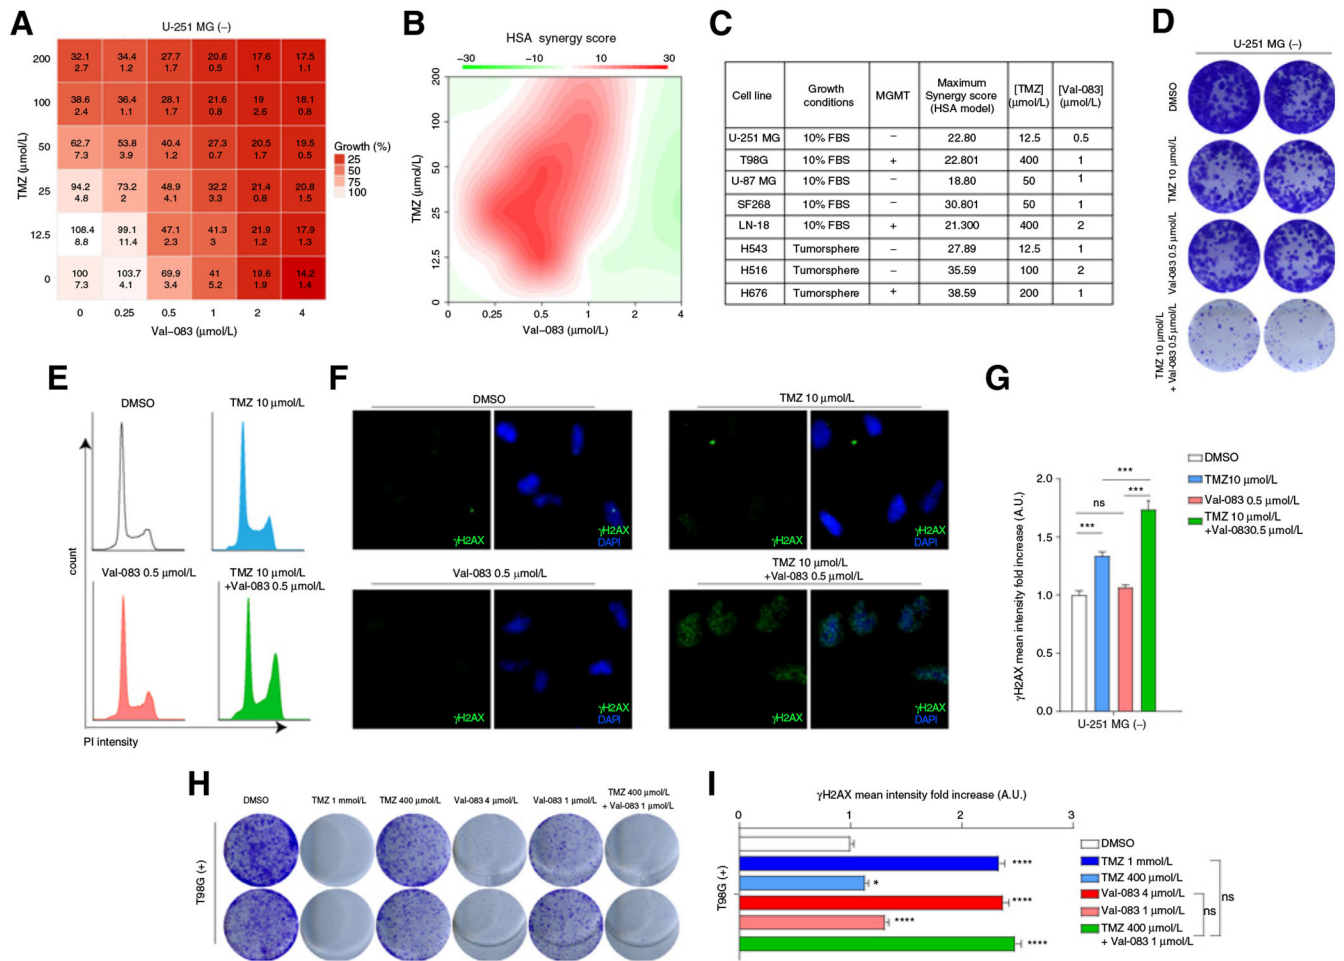 A
U-251 MG (–)
TMZ (μmol/L)
200
32.1 34.4 27.7 20.6 17.6 17.5
2.7 1.2 1.7 0.5 1 1.1
100
38.6 36.4 28.1 21.6 19 18.1
2.4 1.1 1.7 0.8 2.6 0.8
50
62.7 53.8 40.4 27.3 20.5 19.5
7.3 3.9 1.2 0.7 1.7 0.5
25
94.2 73.2 48.9 32.2 21.4 20.8
4.8 2 4.1 3.3 0.8 1.5
12.5
108.4 99.1 47.1 41.3 21.9 17.9
8.8 11.4 2.3 3 1.2 1.3
0
100 103.7 69.9 41 19.6 14.2
7.3 4.1 3.4 5.2 1.9 1.4
0 0.25 0.5 1 2 4
Val–083 (μmol/L)
Growth (%)
25
50
75
100
B
HSA synergy score
–30 –10 10 30
TMZ (μmol/L)
200
100
50
25
12.5
0
0 0.25 0.5 1 2 4
Val–083 (μmol/L)
C
Cell line
Growth
conditions
MGMT
Maximum
Synergy score
(HSA model)
[TMZ]
(μmol/L)
[Val-083]
(μmol/L)
U-251 MG 10% FBS – 22.80 12.5 0.5
T98G 10% FBS + 22.801 400 1
U-87 MG 10% FBS – 18.80 50 1
SF268 10% FBS – 30.801 50 1
LN-18 10% FBS + 21.300 400 2
H543 Tumorsphere – 27.89 12.5 1
H516 Tumorsphere – 35.59 100 2
H676 Tumorsphere + 38.59 200 1
D
U-251 MG (–)
DMSO
TMZ 10 μmol/L
Val-083 0.5 μmol/L
TMZ 10 μmol/L
+ Val-083 0.5 μmol/L
E
DMSO
TMZ 10 μmol/L
Val-083 0.5 μmol/L
TMZ 10 μmol/L
+Val-083 0.5 μmol/L
count
PI intensity
F
DMSO
γH2AX
γH2AX
DAPI
TMZ 10 μmol/L
γH2AX
γH2AX
DAPI
Val-083 0.5 μmol/L
γH2AX
γH2AX
DAPI
TMZ 10 μmol/L
+Val-083 0.5 μmol/L
γH2AX
γH2AX
DAPI
G
γH2AX mean intensity fold increase (A.U.)
2.0
1.5
1.0
0.5
0.0
***
***
ns
***
U-251 MG (–)
DMSO
TMZ10 μmol/L
Val-083 0.5 μmol/L
TMZ 10 μmol/L
+Val-0830.5 μmol/L
H
DMSO
TMZ 1 mmol/L
TMZ 400 μmol/L
Val-083 4 μmol/L
Val-083 1 μmol/L
TMZ 400 μmol/L
+ Val-083 1 μmol/L
T98G (+)
I
γH2AX mean intensity fold increase (A.U.)
0 1 2 3
T98G (+)
****
*
****
****
****
DMSO
TMZ 1 mmol/L
TMZ 400 μmol/L
Val-083 4 μmol/L
Val-083 1 μmol/L
TMZ 400 μmol/L
+ Val-083 1 μmol/L
ns
ns